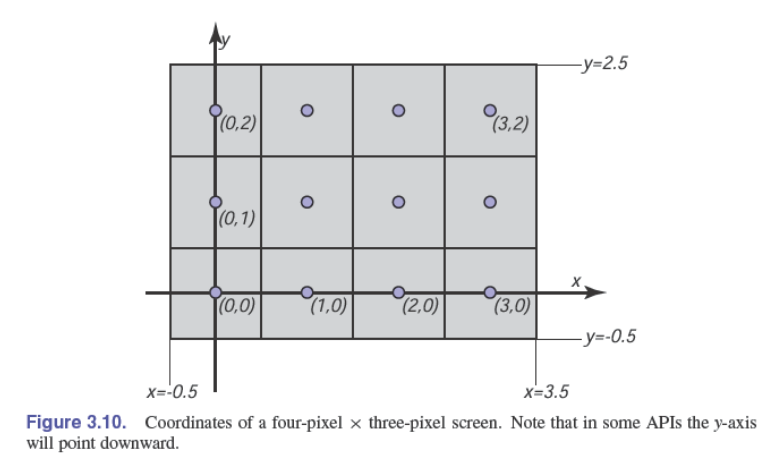 y
y=2.5
(0,2)
(3,2)
(0,1)
x
(0,0)
(1,0)
(2,0)
(3,0)
y=-0.5
x=-0.5
x=3.5
Figure 3.10. Coordinates of a four-pixel × three-pixel screen. Note that in some APIs the y-axis
will point downward.